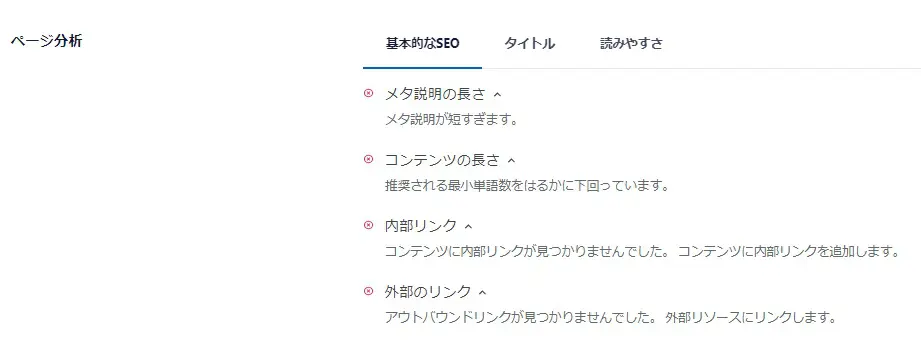 ページ分析
基本的なSEO タイトル 読みやすさ
メタ説明の長さ
メタ説明が短すぎます。
コンテンツの長さ
推奨される最小単語数をはるかに下回っています。
内部リンク
コンテンツに内部リンクが見つかりませんでした。 コンテンツに内部リンクを追加します。
外部のリンク
アウトバウンドリンクが見つかりませんでした。 外部リソースにリンクします。